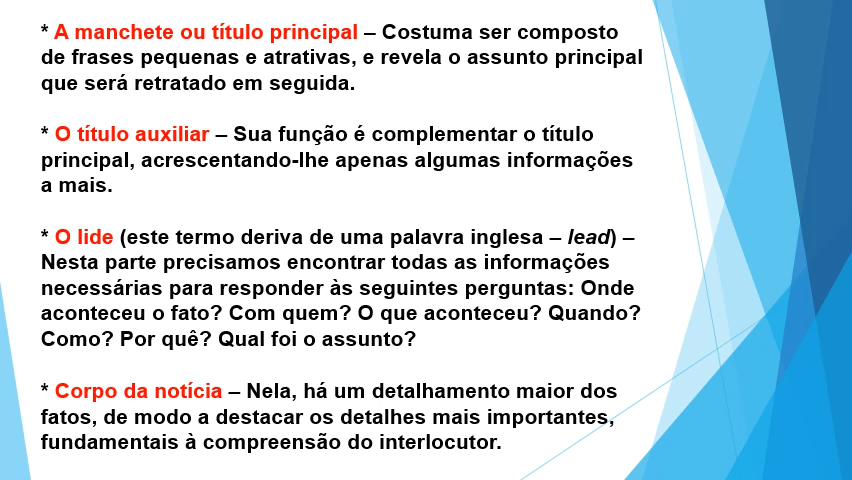 * A manchete ou título principal – Costuma ser composto
de frases pequenas e atrativas, e revela o assunto principal
que será retratado em seguida.
* O título auxiliar – Sua função é complementar o título
principal, acrescentando-lhe apenas algumas informações
a mais.
* O lide (este termo deriva de uma palavra inglesa – lead) –
Nesta parte precisamos encontrar todas as informações
necessárias para responder às seguintes perguntas: Onde
aconteceu o fato? Com quem? O que aconteceu? Quando?
Como? Por quê? Qual foi o assunto?
* Corpo da notícia – Nela, há um detalhamento maior dos
fatos, de modo a destacar os detalhes mais importantes,
fundamentais à compreensão do interlocutor.